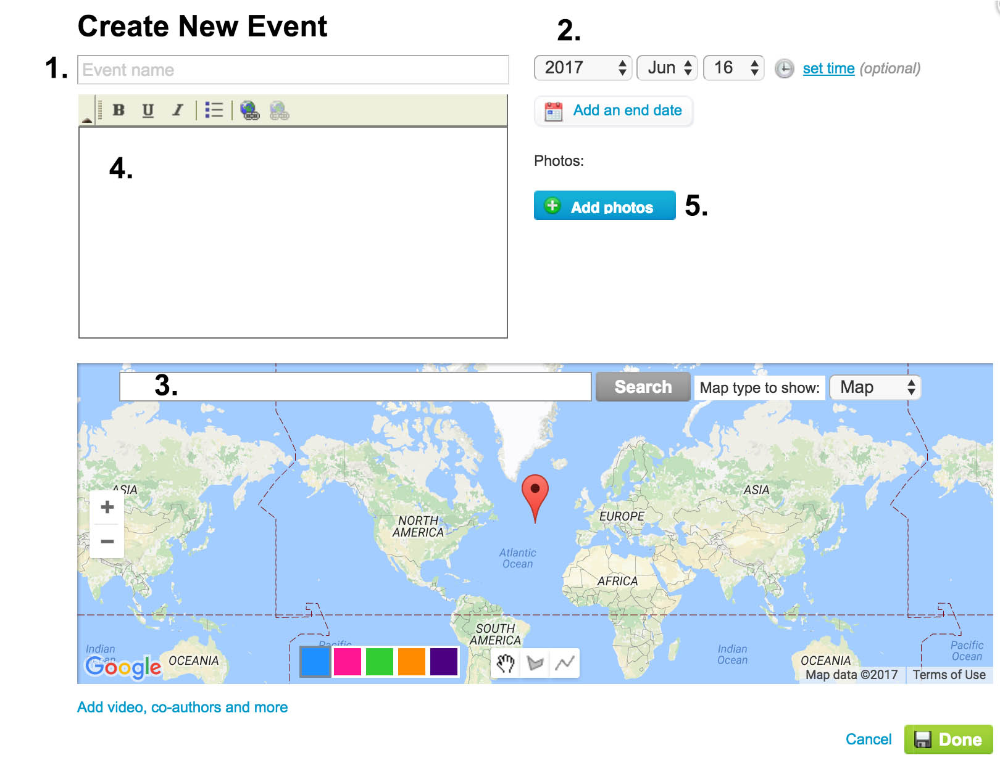 Create New Event
2.
1.
Event name
2017 Jun 16 set time (optional)
B U I
Add an end date
4.
Photos:
Add photos 5.
3.
Search Map type to show: Map
ASIA
ASIA
NORTH
AMERICA
EUROPE
Atlantic
Ocean
AFRICA
SOUTH
AMERICA
Indian
Pacific
Indian
Ocean
Pacific
Ocean
Google
OCEANIA
OCEANIA
Map data ©2017 Terms of Use
Add video, co-authors and more
Cancel Done